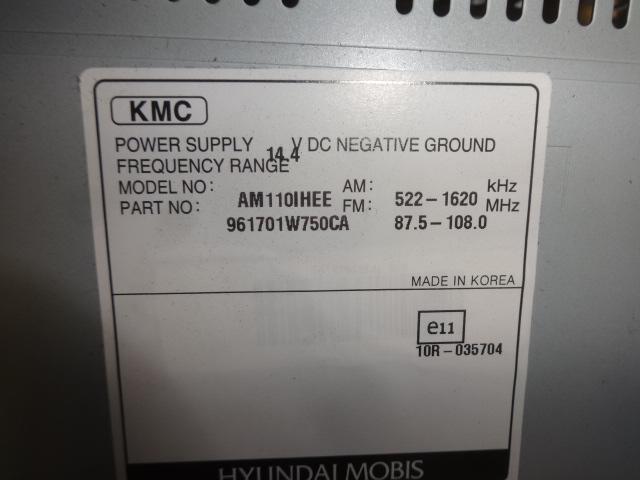 KMC
POWER SUPPLY 14.4 V DC NEGATIVE GROUND
FREQUENCY RANGE
MODEL NO: AM110IHEE AM: 522-1620 kHz
PART NO: 961701W750CA FM: 87.5-108.0 MHz
MADE IN KOREA
e11
10R-035704
HYUNDAI MOBIS